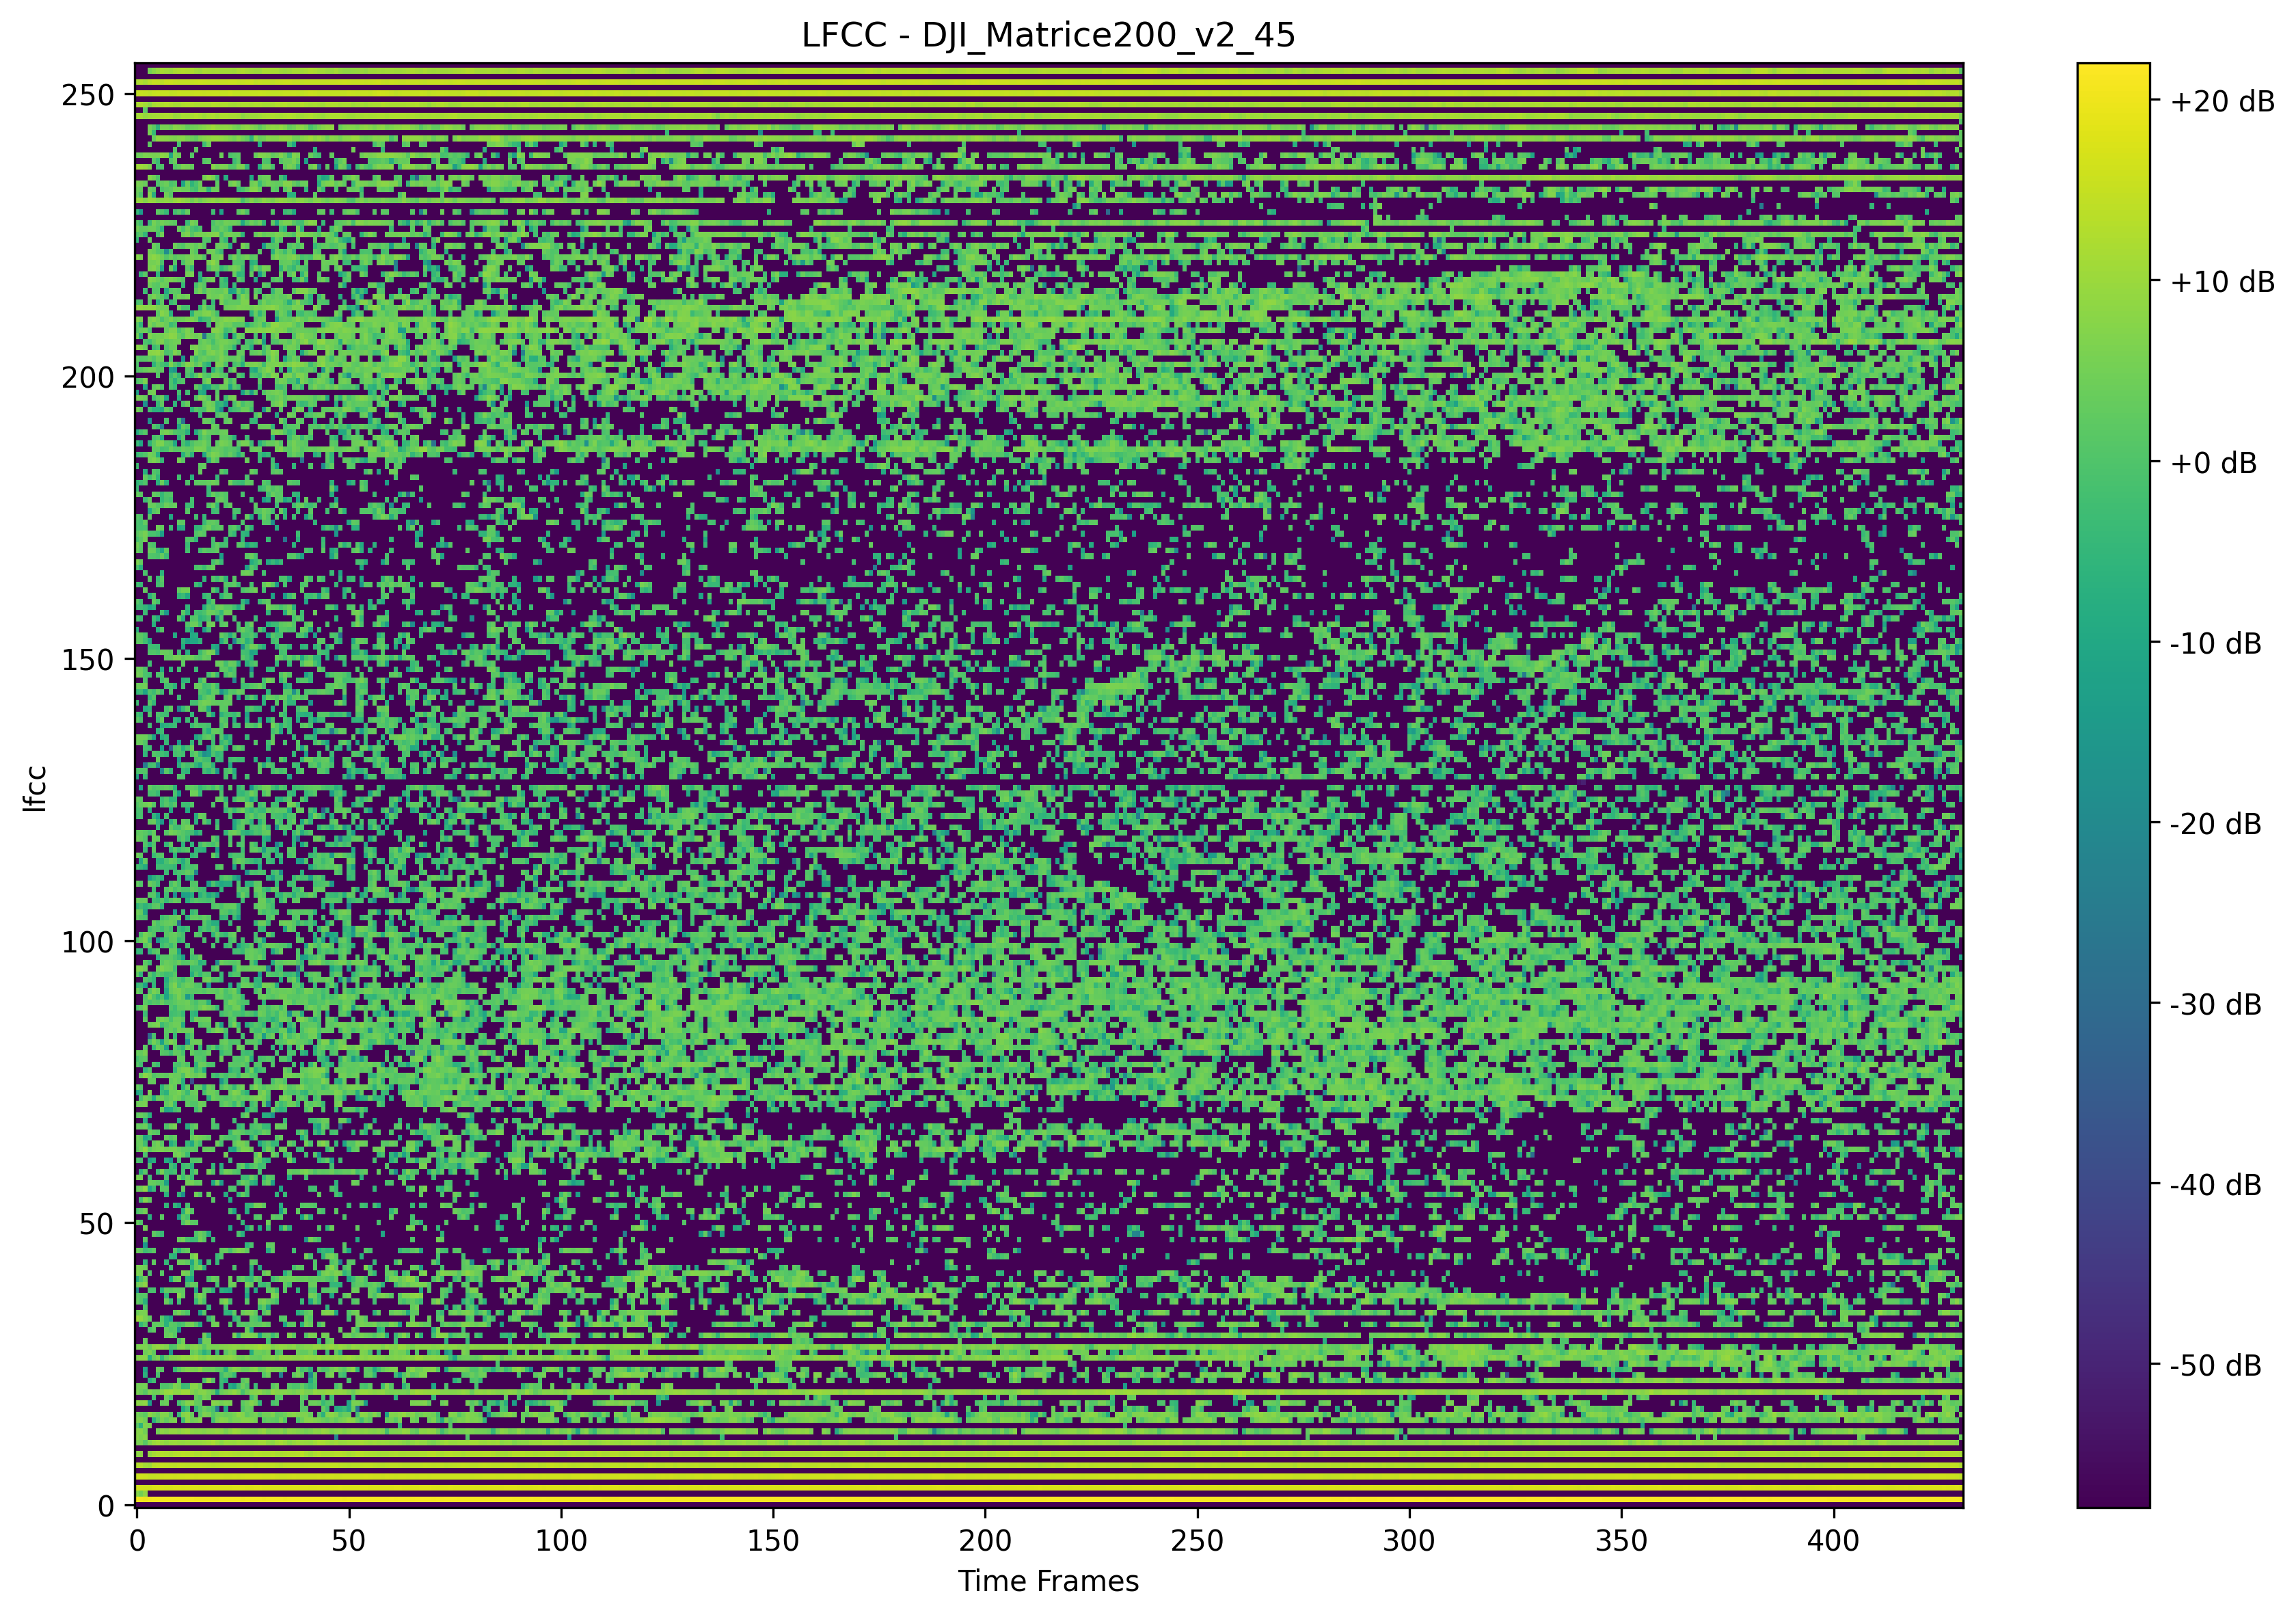 LFCC - DJI_Matrice200_v2_45
250
200
150
100
50
0
lfcc
0 50 100 150 200 250 300 350 400
Time Frames
+20 dB
+10 dB
+0 dB
-10 dB
-20 dB
-30 dB
-40 dB
-50 dB